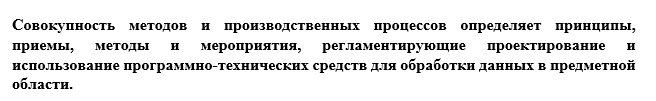 Совокупность методов и производственных процессов определяет принципы,
приемы, методы и мероприятия, регламентирующие проектирование и
использование программно-технических средств для обработки данных в предметной
области.